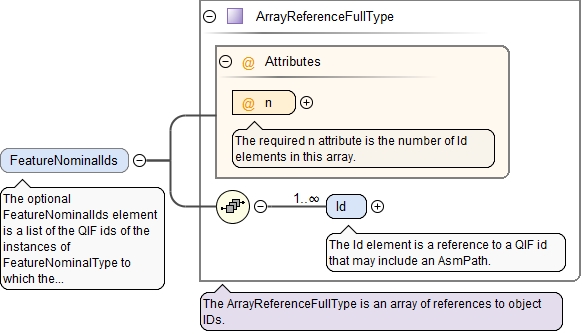 ArrayReferenceFullType
@ Attributes
@ n
The required n attribute is the number of Id
elements in this array.
FeatureNominalIds
The optional
FeatureNominalIds element
is a list of the QIF ids of the
instances of
FeatureNominalType to
which the...
1..∞
Id
The Id element is a reference to a QIF id
that may include an AsmPath.
The ArrayReferenceFullType is an array of references to object
IDs.